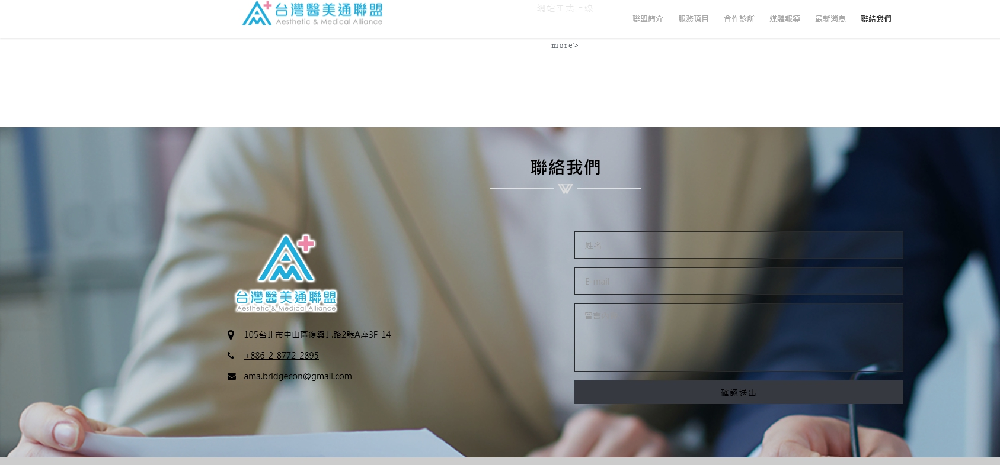 台灣醫美通聯盟
Aesthetic & Medical Alliance
網站正式上線
聯盟簡介 服務項目 合作診所 媒體報導 最新消息 聯絡我們
more>
聯絡我們
台灣醫美通聯盟
Aesthetic & Medical Alliance
105台北市中山區復興北路2號A座3F-14
+886-2-8772-2895
ama.bridgecon@gmail.com
姓名
E-mail
留言內容
確認送出